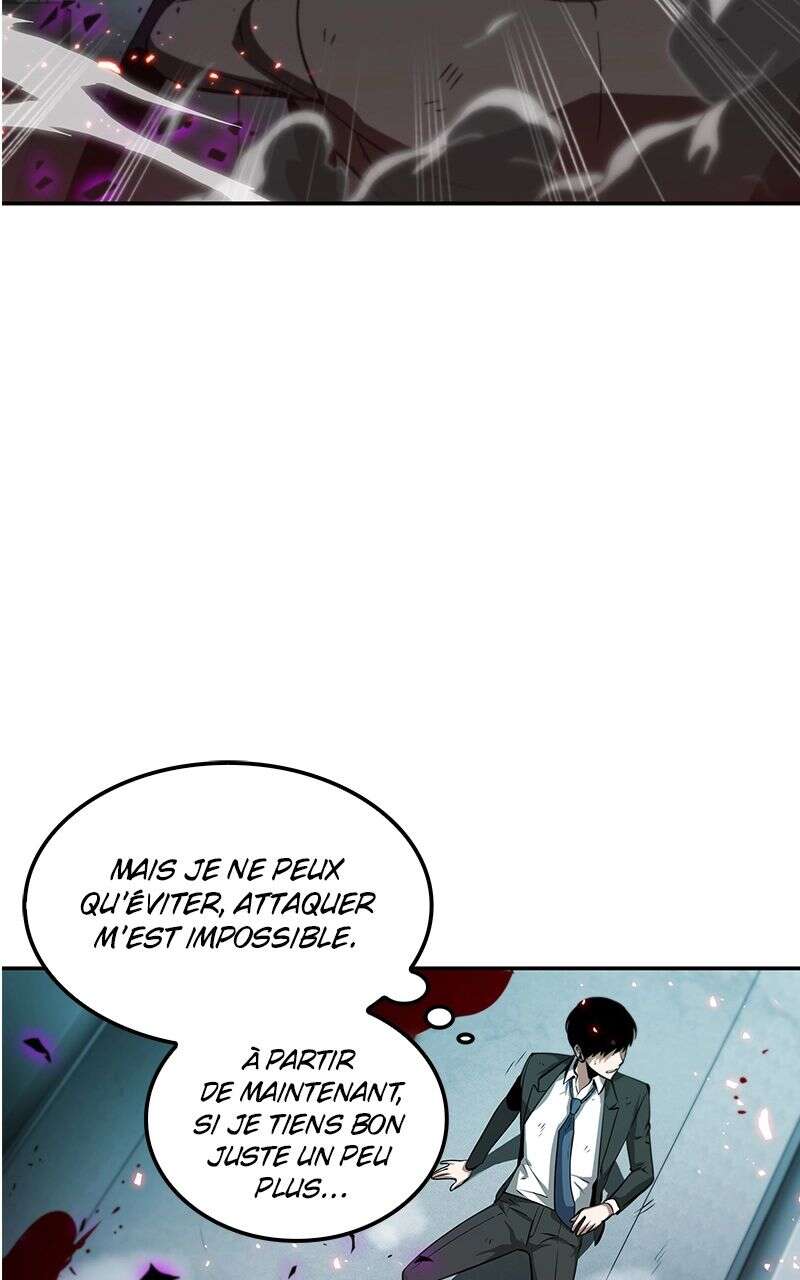 MAIS JE NE PEUX
QU'ÉVITER, ATTAQUER
M'EST IMPOSSIBLE.
À PARTIR
DE MAINTENANT,
SI JE TIENS BON
JUSTE UN PEU
PLUS...